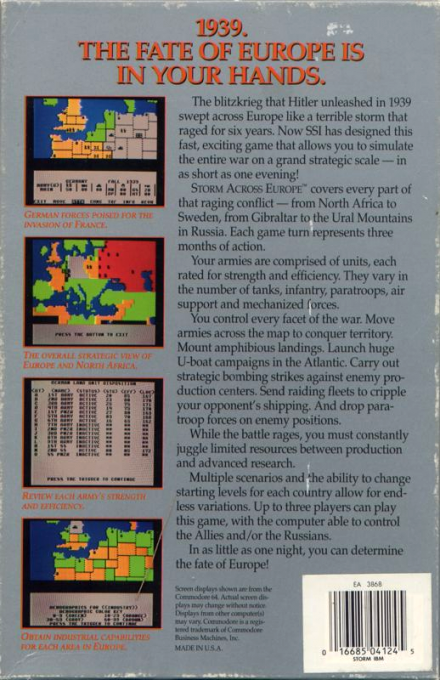 1939.
THE FATE OF EUROPE IS
IN YOUR HANDS.
GERMAN FORCES POISED FOR THE
INVASION OF FRANCE.
PRESS THE BUTTON TO EXIT
THE OVERALL STRATEGIC VIEW OF
EUROPE AND NORTH AFRICA.
GERMAN LAND UNIT DISPOSITION
PRESS THE TRIGGER TO CONTINUE
REVIEW EACH ARMY'S STRENGTH
AND EFFICIENCY.
PRESS THE TRIGGER TO CONTINUE
OBTAIN INDUSTRIAL CAPABILITIES
FOR EACH AREA IN EUROPE.
The blitzkrieg that Hitler unleashed in 1939
swept across Europe like a terrible storm that
raged for six years. Now SSI has designed this
fast, exciting game that allows you to simulate
the entire war on a grand strategic scale — in
as short as one evening!
STORM ACROSS EUROPE™ covers every part of
that raging conflict — from North Africa to
Sweden, from Gibraltar to the Ural Mountains
in Russia. Each game turn represents three
months of action.
Your armies are comprised of units, each
rated for strength and efficiency. They vary in
the number of tanks, infantry, paratroops, air
support and mechanized forces.
You control every facet of the war. Move
armies across the map to conquer territory.
Mount amphibious landings. Launch huge
U-boat campaigns in the Atlantic. Carry out
strategic bombing strikes against enemy pro-
duction centers. Send raiding fleets to cripple
your opponent's shipping. And drop para-
troop forces on enemy positions.
While the battle rages, you must constantly
juggle limited resources between production
and advanced research.
Multiple scenarios and the ability to change
starting levels for each country allow for end-
less variations. Up to three players can play
this game, with the computer able to control
the Allies and/or the Russians.
In as little as one night, you can determine
the fate of Europe!
Screen displays shown are from the
Commodore 64. Actual screen dis-
plays may change without notice.
Displays from other computer(s)
may vary. Commodore is a regis-
tered trademark of Commodore
Business Machines, Inc.
MADE IN U.S.A.
EA 3868
0 16685 04124 5
STORM IBM